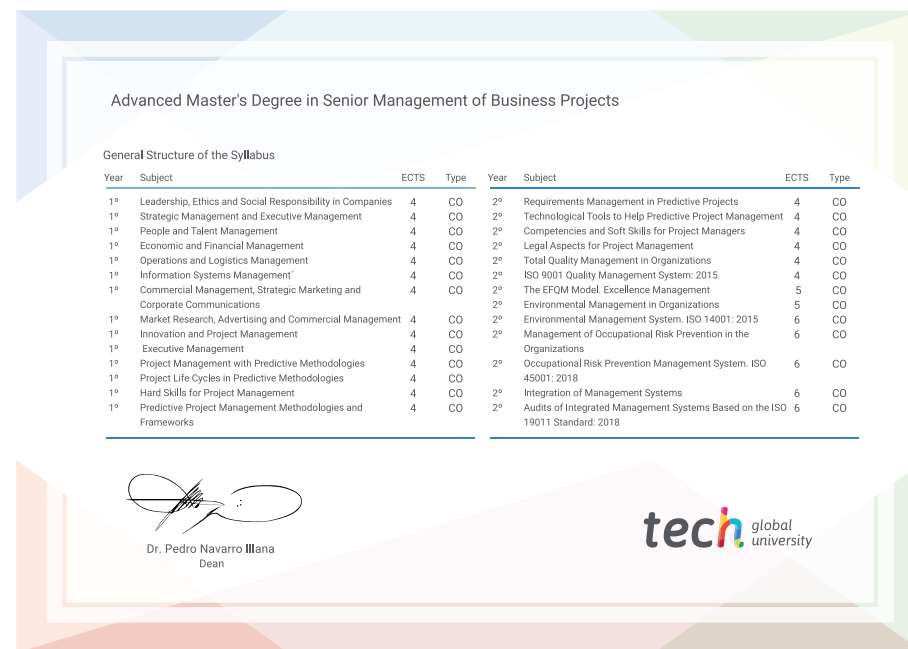 Advanced Master's Degree in Senior Management of Business Projects
General Structure of the Syllabus
Year Subject ECTS Type
1º Leadership, Ethics and Social Responsibility in Companies 4 CO
1º Strategic Management and Executive Management 4 CO
1º People and Talent Management 4 CO
1º Economic and Financial Management 4 CO
1º Operations and Logistics Management 4 CO
1º Information Systems Management´ 4 CO
1º Commercial Management, Strategic Marketing and 4 CO
Corporate Communications
1º Market Research, Advertising and Commercial Management 4 CO
1º Innovation and Project Management 4 CO
1º Executive Management 4 CO
1º Project Management with Predictive Methodologies 4 CO
1º Project Life Cycles in Predictive Methodologies 4 CO
1º Hard Skills for Project Management 4 CO
1º Predictive Project Management Methodologies and 4 CO
Frameworks
Year Subject ECTS Type
2º Requirements Management in Predictive Projects 4 CO
2º Technological Tools to Help Predictive Project Management 4 CO
2º Competencies and Soft Skills for Project Managers 4 CO
2º Legal Aspects for Project Management 4 CO
2º Total Quality Management in Organizations 4 CO
2º ISO 9001 Quality Management System: 2015 4 CO
2º The EFQM Model. Excellence Management 5 CO
2º Environmental Management in Organizations 5 CO
2º Environmental Management System. ISO 14001: 2015 6 CO
2º Management of Occupational Risk Prevention in the 6 CO
Organizations
2º Occupational Risk Prevention Management System. ISO 6 CO
45001: 2018
2º Integration of Management Systems 6 CO
2º Audits of Integrated Management Systems Based on the ISO 6 CO
19011 Standard: 2018
Dr. Pedro Navarro Illana
Dean
tech global
university